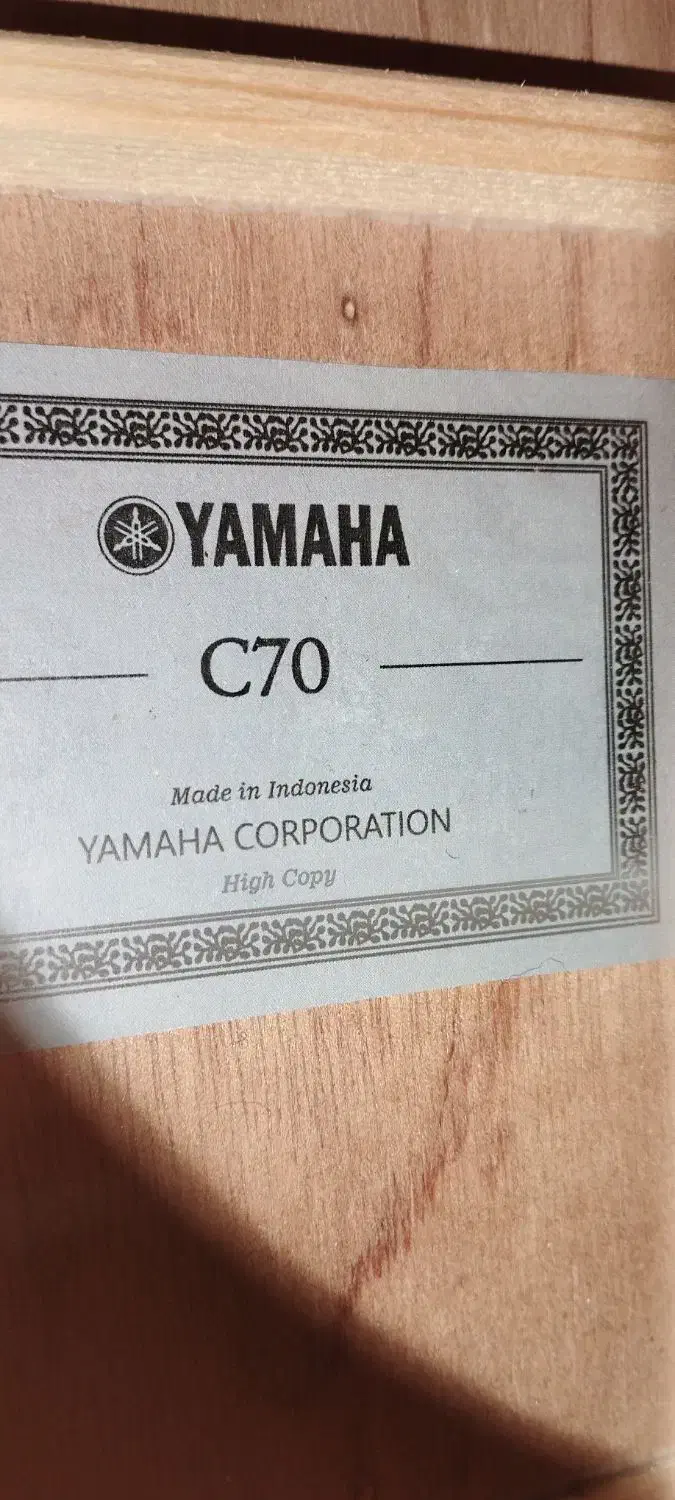 YAMAHA
C70
Made in Indonesia
YAMAHA CORPORATION
High Copy